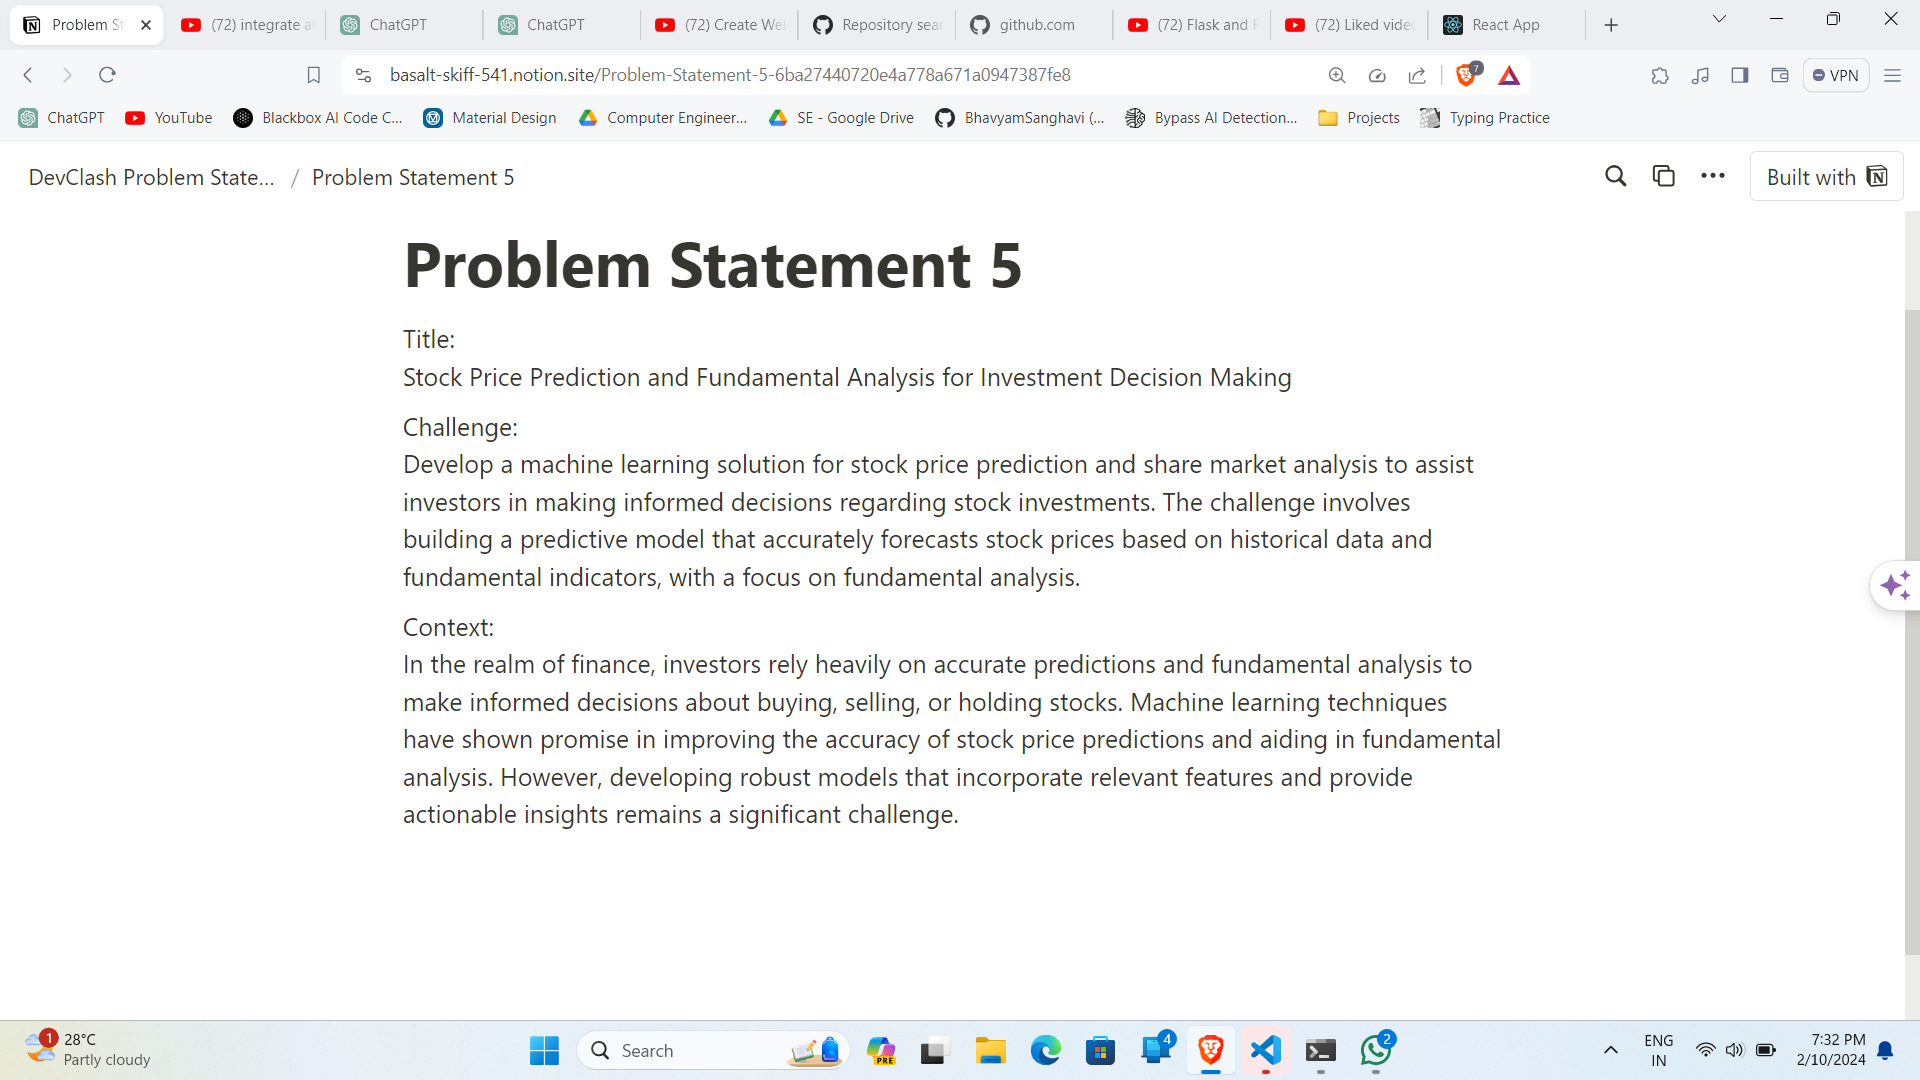 Problem St
(72) integrate a
ChatGPT
ChatGPT
(72) Create Web
Repository sear
github.com
(72) Flask and R
(72) Liked videc
React App
basalt-skiff-541.notion.site/Problem-Statement-5-6ba27440720e4a778a671a0947387fe8
7
VPN
ChatGPT
YouTube
Blackbox AI Code C...
Material Design
Computer Engineer...
SE - Google Drive
BhavyamSanghavi (...
Bypass AI Detection...
Projects
Typing Practice
DevClash Problem State... / Problem Statement 5
Built with
Problem Statement 5
Title:
Stock Price Prediction and Fundamental Analysis for Investment Decision Making
Challenge:
Develop a machine learning solution for stock price prediction and share market analysis to assist
investors in making informed decisions regarding stock investments. The challenge involves
building a predictive model that accurately forecasts stock prices based on historical data and
fundamental indicators, with a focus on fundamental analysis.
Context:
In the realm of finance, investors rely heavily on accurate predictions and fundamental analysis to
make informed decisions about buying, selling, or holding stocks. Machine learning techniques
have shown promise in improving the accuracy of stock price predictions and aiding in fundamental
analysis. However, developing robust models that incorporate relevant features and provide
actionable insights remains a significant challenge.
1
28°C
Partly cloudy
Search
PRE
4
2
ENG
IN
7:32 PM
2/10/2024